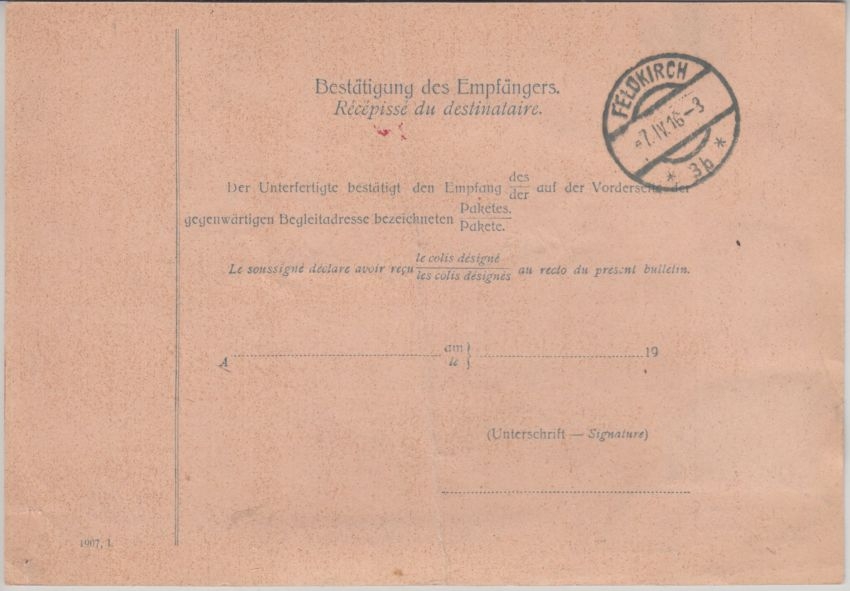 Bestätigung des Empfängers.
Récépissé du destinataire.
FELDKIRCH
7.IV.16-3
* 3b *
Der Unterfertigte bestätigt den Empfang des/der auf der Vorderseite der
gegenwärtigen Begleitadresse bezeichneten Paketes./Pakete.
Le soussigné déclare avoir reçu le colis désigné/les colis désignés au recto du présent bulletin.
A am/le} 19
(Unterschrift — Signature)
1907, I.